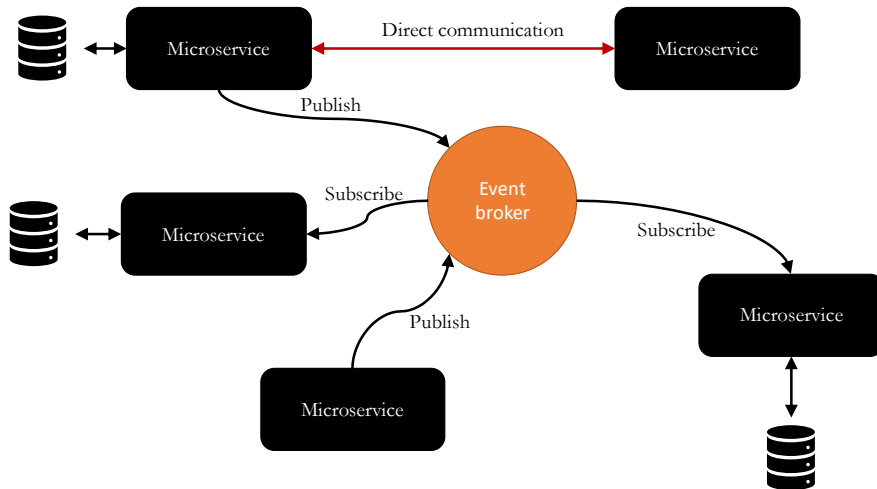 Direct communication
Microservice
Microservice
Publish
Event
broker
Subscribe
Microservice
Subscribe
Publish
Microservice
Microservice